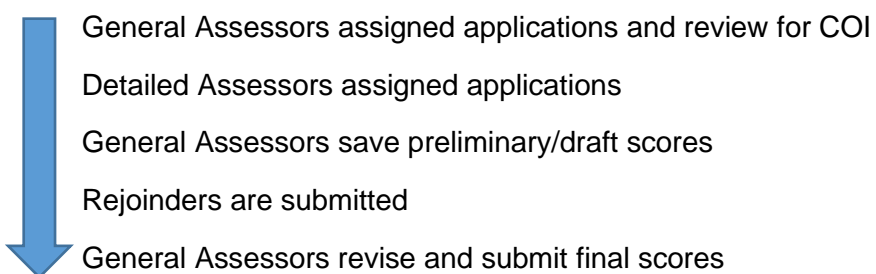 General Assessors assigned applications and review for COI
Detailed Assessors assigned applications
General Assessors save preliminary/draft scores
Rejoinders are submitted
General Assessors revise and submit final scores